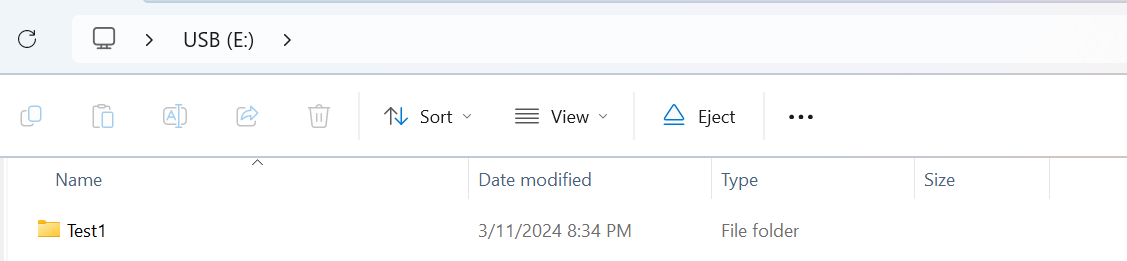 USB (E:)
Sort View Eject
Name Date modified Type Size
Test1 3/11/2024 8:34 PM File folder